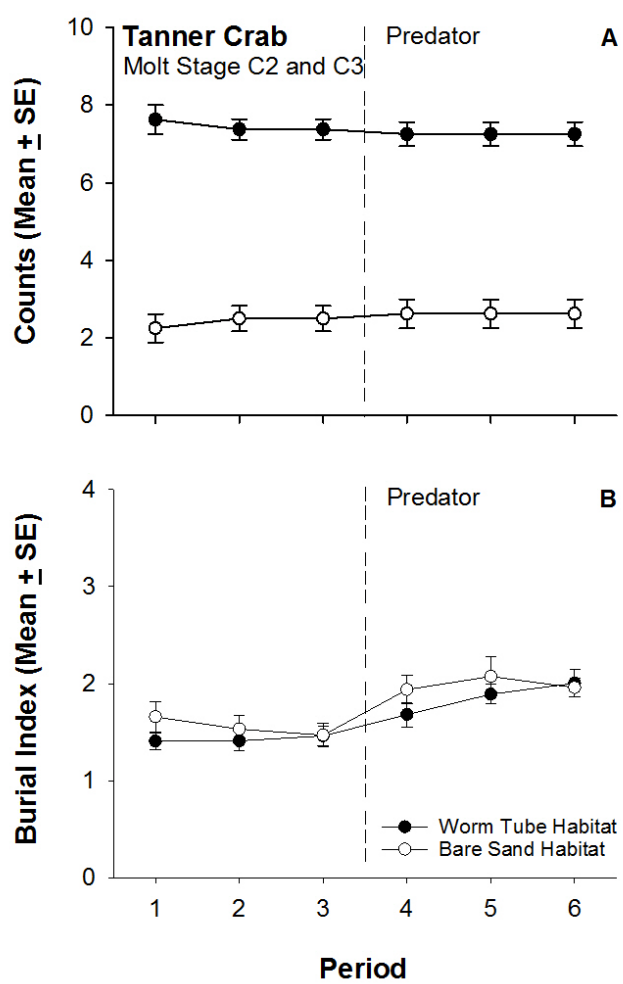 Tanner Crab
Molt Stage C2 and C3
Predator
A
Counts (Mean ± SE)
10
8
6
4
2
0
Predator
B
Burial Index (Mean ± SE)
4
3
2
1
0
Worm Tube Habitat
Bare Sand Habitat
1 2 3 4 5 6
Period